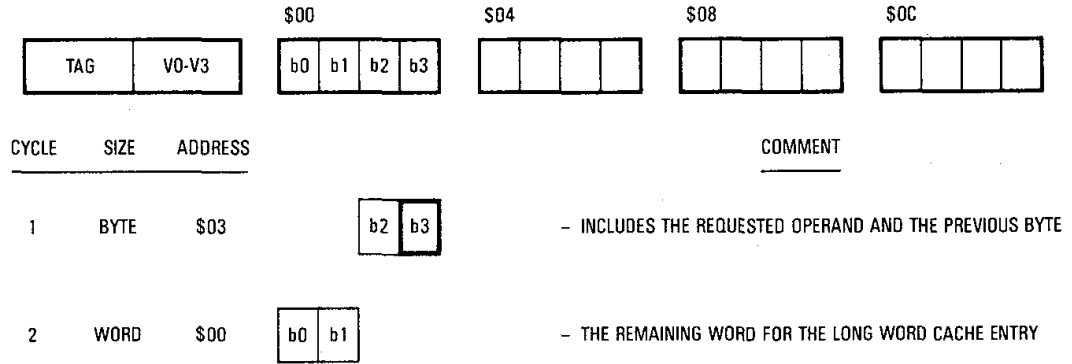 $00 $04 $08 $0C
TAG V0-V3 b0 b1 b2 b3
CYCLE SIZE ADDRESS COMMENT
1 BYTE $03 b2 b3 – INCLUDES THE REQUESTED OPERAND AND THE PREVIOUS BYTE
2 WORD $00 b0 b1 – THE REMAINING WORD FOR THE LONG WORD CACHE ENTRY